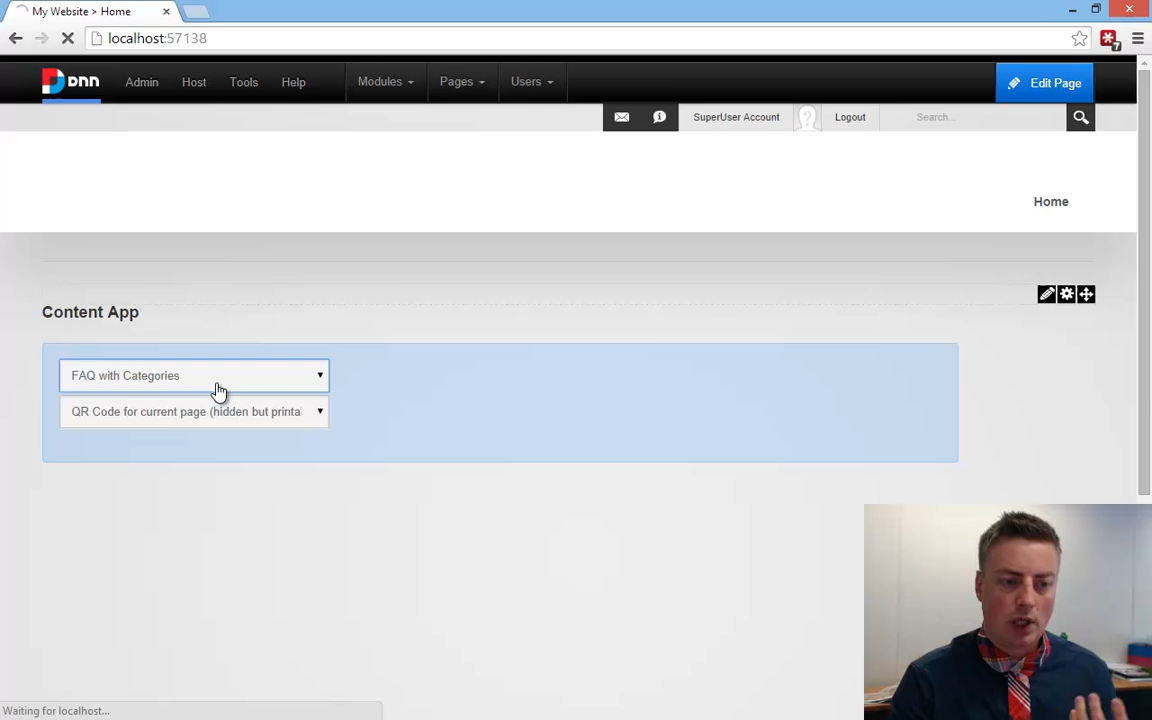 My Website > Home
localhost:57138
7
DNN
Admin Host Tools Help Modules Pages Users Edit Page
SuperUser Account Logout Search...
Home
Content App
FAQ with Categories
QR Code for current page (hidden but printa
Waiting for localhost...